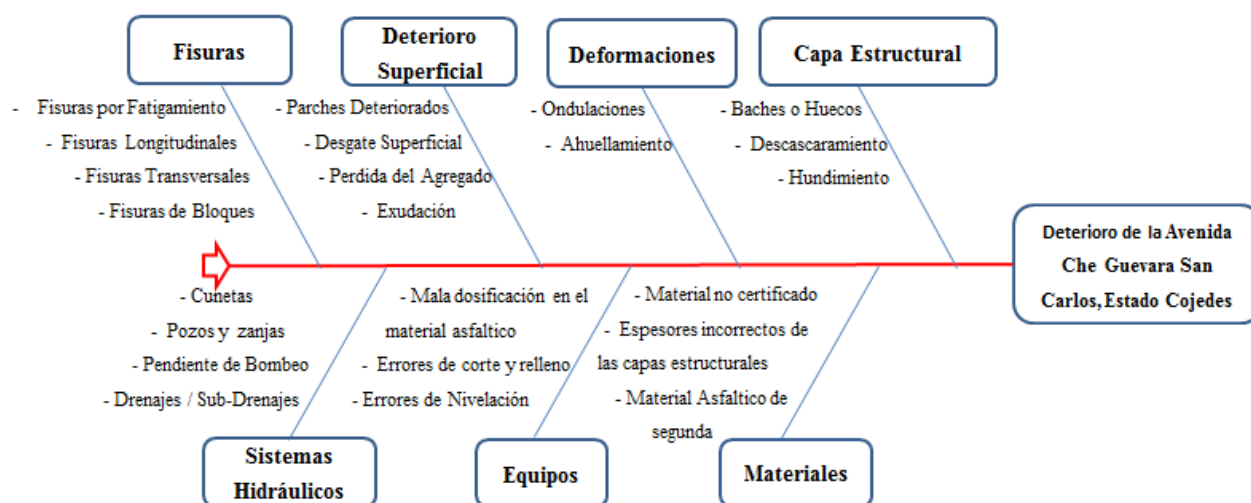 Fisuras
- Fisuras por Fatigamiento
- Fisuras Longitudinales
- Fisuras Transversales
- Fisuras de Bloques
Deterioro
Superficial
- Parches Deteriorados
- Desgate Superficial
- Perdida del Agregado
- Exudación
Deformaciones
- Ondulaciones
- Ahuellamiento
Capa Estructural
- Baches o Huecos
- Descascaramiento
- Hundimiento
Deterioro de la Avenida
Che Guevara San
Carlos, Estado Cojedes
- Cunetas
- Pozos y zanjas
- Pendiente de Bombeo
- Drenajes / Sub-Drenajes
Sistemas
Hidráulicos
- Mala dosificación en el
material asfaltico
- Errores de corte y relleno
- Errores de Nivelación
Equipos
- Material no certificado
- Espesores incorrectos de
las capas estructurales
- Material Asfaltico de
segunda
Materiales